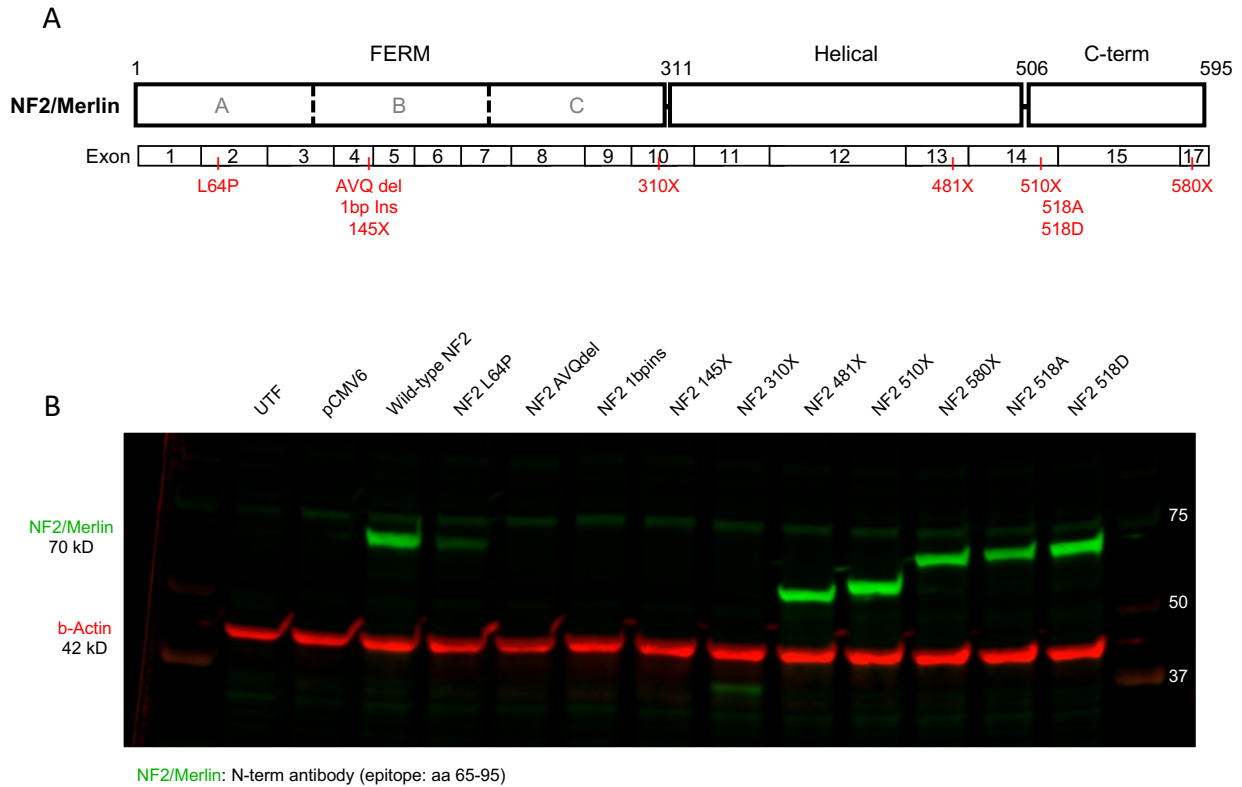 A
FERM Helical C-term
1 311 506 595
NF2/Merlin A B C
Exon 1 2 3 4 5 6 7 8 9 10 11 12 13 14 15 17
L64P AVQ del 310X 481X 510X 580X
1bp Ins 518A
145X 518D
B
UTF pCMV6 Wild-type NF2 NF2 L64P NF2 AVQdel NF2 1bpins NF2 145X NF2 310X NF2 481X NF2 510X NF2 580X NF2 518A NF2 518D
NF2/Merlin 75
70 kD
50
b-Actin
42 kD
37
NF2/Merlin: N-term antibody (epitope: aa 65-95)